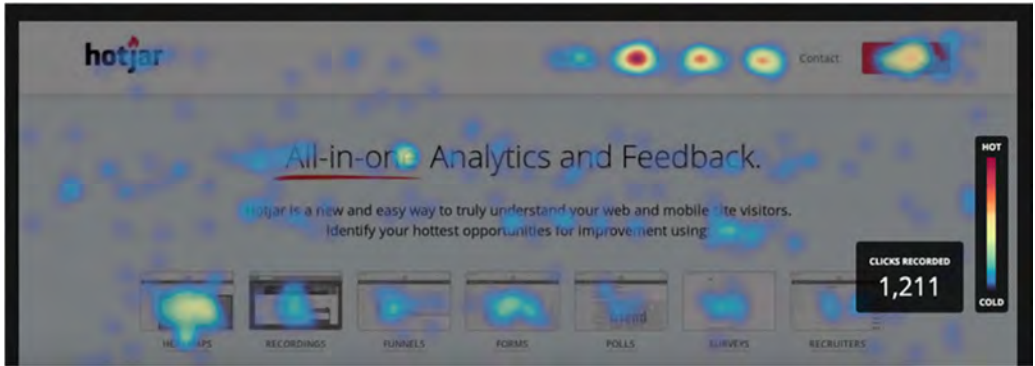 hotjar
Contact
All-in-one Analytics and Feedback.
Hotjar is a new and easy way to truly understand your web and mobile site visitors.
Identify your hottest opportunities for improvement using
HOT
COLD
CLICKS RECORDED
1,211
HEATMAPS
RECORDINGS
FUNNELS
FORMS
POLLS
SURVEYS
RECRUITERS